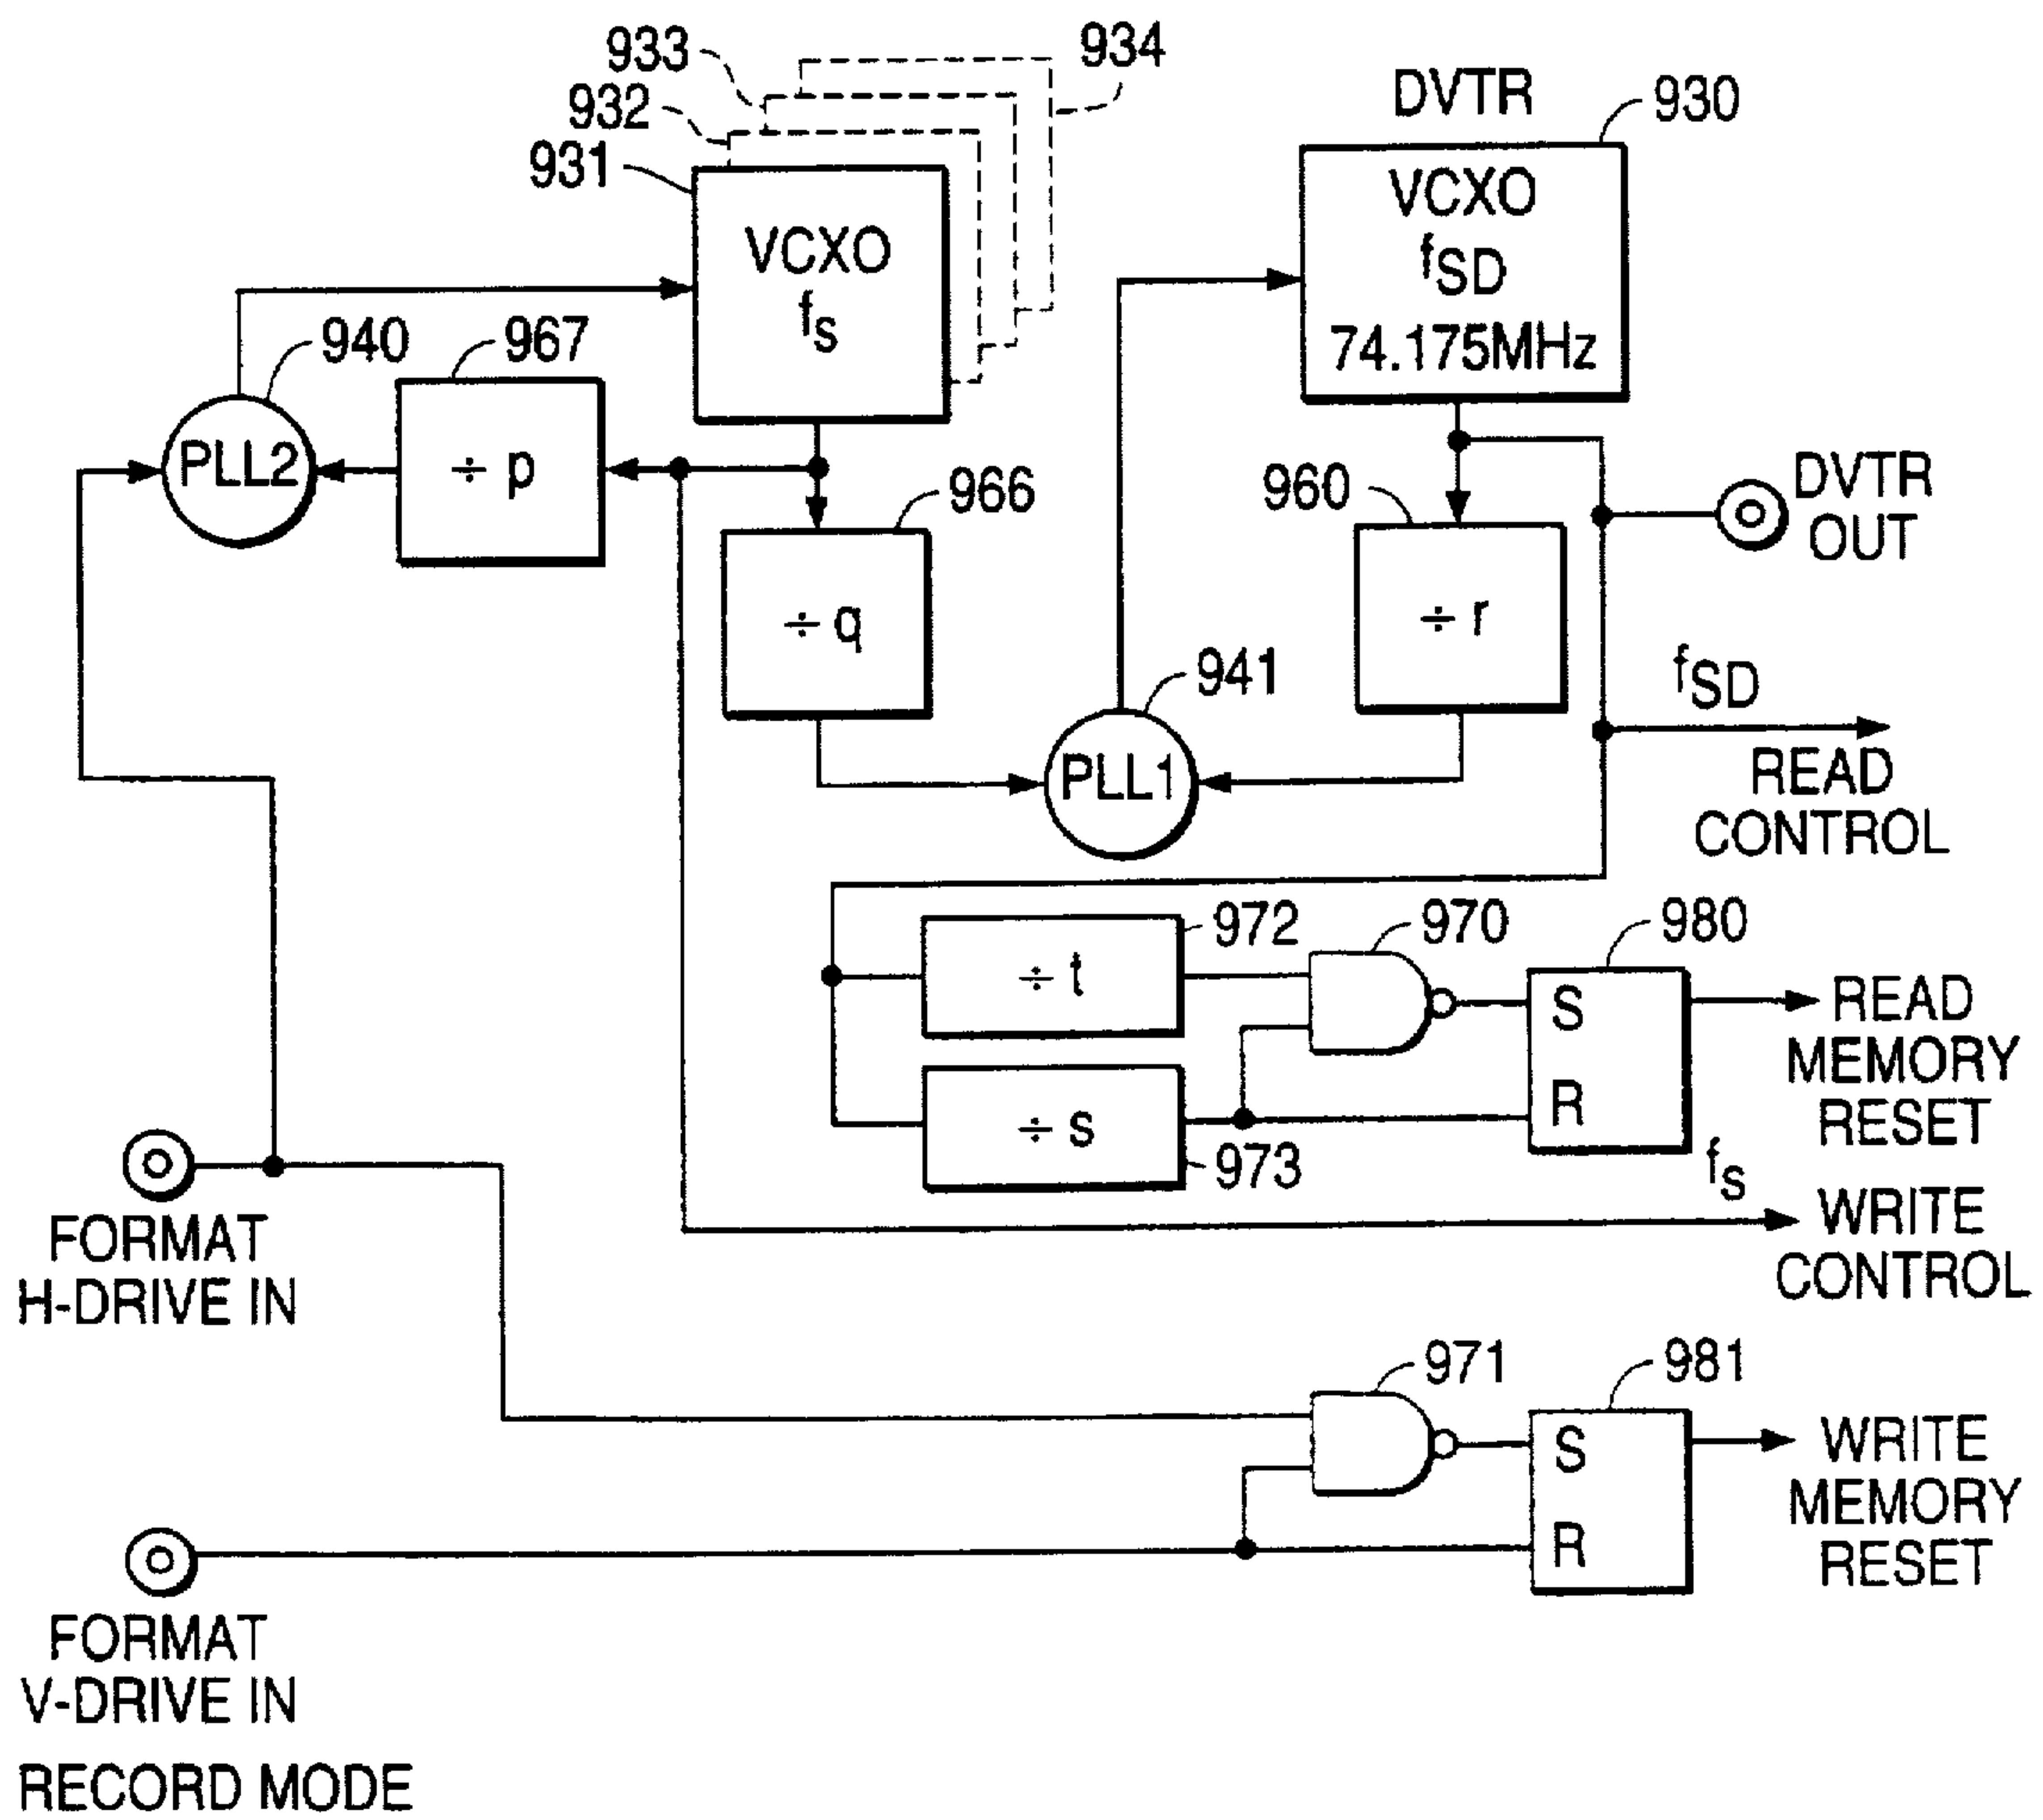 933
934
932
931
DVTR
930
VCXO
fs
VCXO
fSD
74.175MHz
940
967
PLL2
÷ p
966
960
DVTR
OUT
÷ q
÷ r
941
fSD
PLL1
READ
CONTROL
972
970
980
÷ t
S
READ
MEMORY
RESET
÷ s
R
973
fs
FORMAT
H-DRIVE IN
WRITE
CONTROL
971
981
S
WRITE
MEMORY
RESET
R
FORMAT
V-DRIVE IN
RECORD MODE